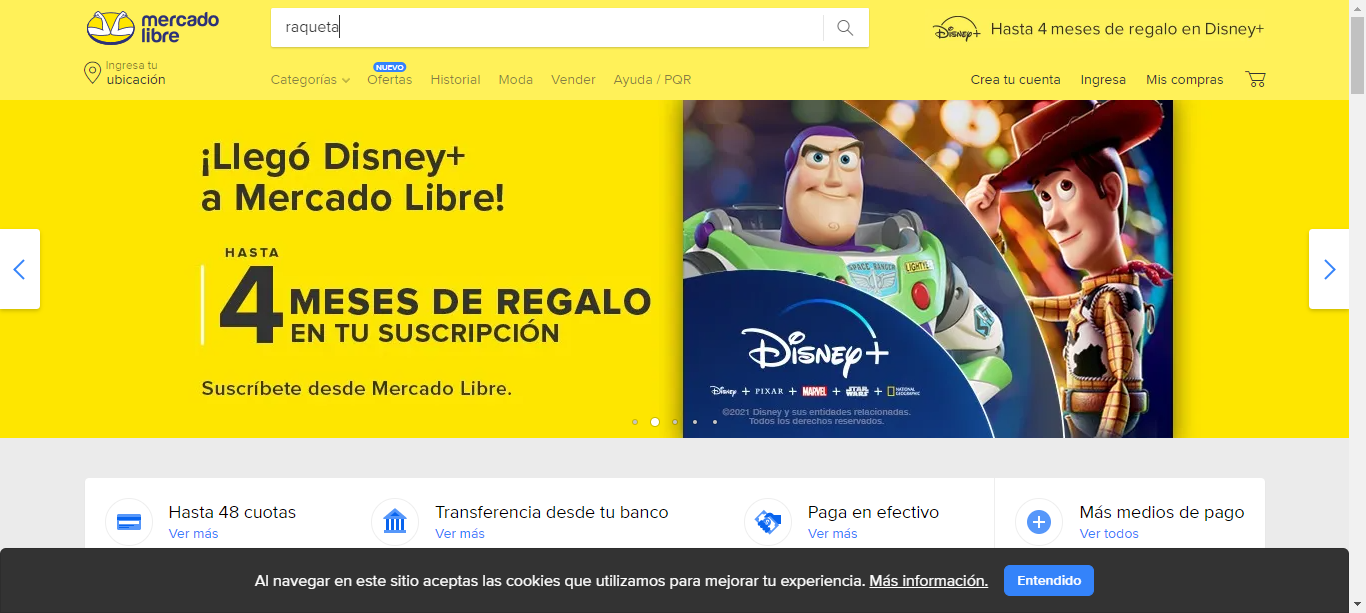 mercado
libre
raqueta
Disney+ Hasta 4 meses de regalo en Disney+
Ingresa tu
ubicación
Categorías
NUEVO
Ofertas
Historial
Moda
Vender
Ayuda / PQR
Crea tu cuenta
Ingresa
Mis compras
¡Llegó Disney+
a Mercado Libre!
HASTA
4 MESES DE REGALO
EN TU SUSCRIPCIÓN
Suscríbete desde Mercado Libre.
SPACE RANGER
LIGHTYE
Disney+
Disney + PIXAR + MARVEL + STAR WARS + NATIONAL GEOGRAPHIC
©2021 Disney y sus entidades relacionadas.
Todos los derechos reservados.
Hasta 48 cuotas
Ver más
Transferencia desde tu banco
Ver más
Paga en efectivo
Ver más
Más medios de pago
Ver todos
Al navegar en este sitio aceptas las cookies que utilizamos para mejorar tu experiencia. Más información.
Entendido